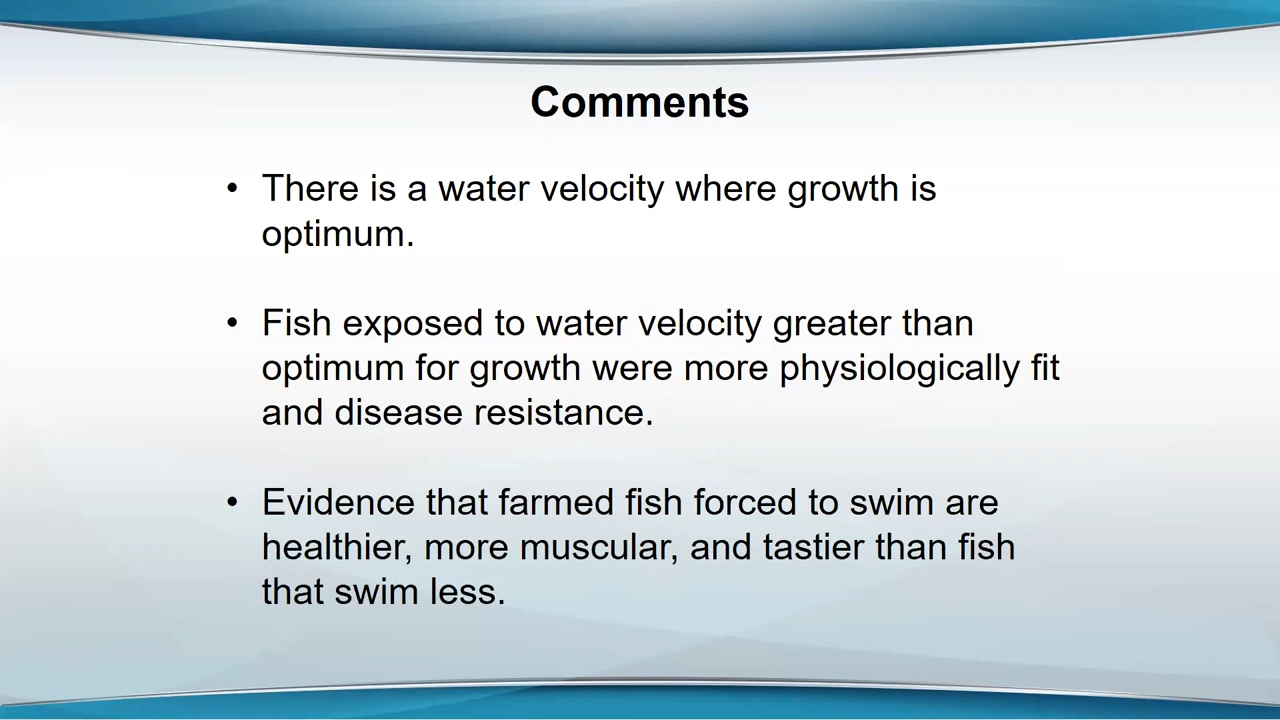 Comments
• There is a water velocity where growth is
optimum.
• Fish exposed to water velocity greater than
optimum for growth were more physiologically fit
and disease resistance.
• Evidence that farmed fish forced to swim are
healthier, more muscular, and tastier than fish
that swim less.